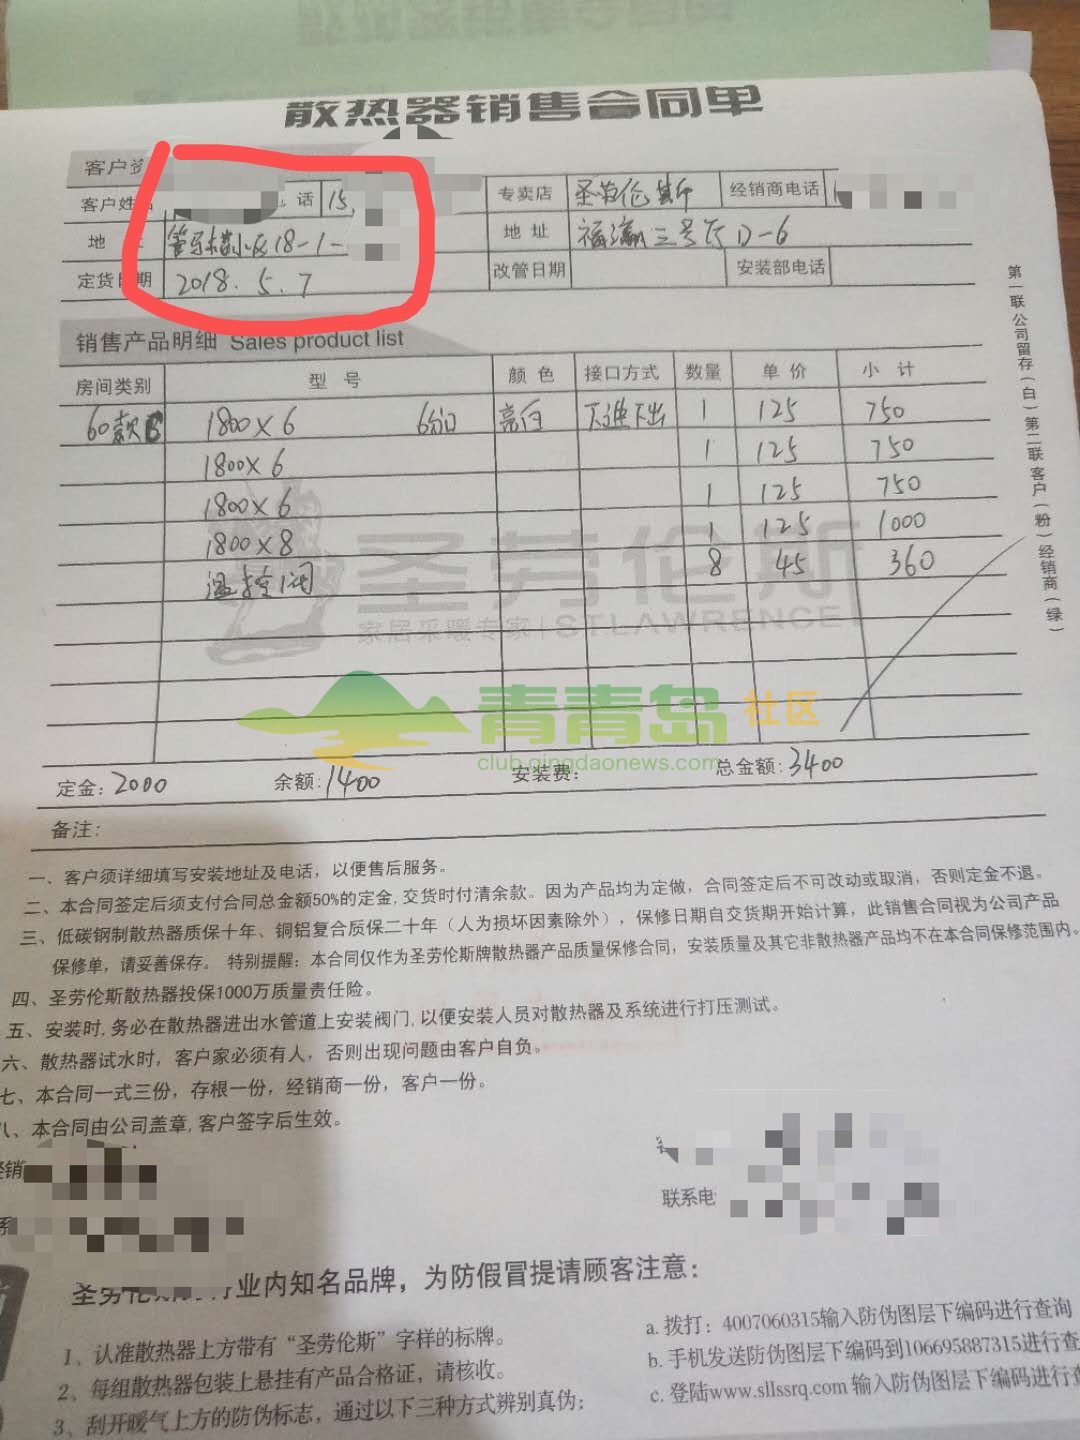 散热器销售合同单
客户资
客户姓名 电话 15 专卖店 圣劳伦斯 经销商电话
地 址 管马楼小区18-1- 地 址 福瀛三号厅D-6
定货日期 2018.5.7 改管日期 安装部电话
销售产品明细 Sales product list
房间类别 型 号 颜 色 接口方式 数量 单 价 小 计
60款 1800×6 6分口 亮白 下进下出 1 125 750
1800×6 1 125 750
1800×6 1 125 750
1800×8 1 125 1000
温控阀 8 45 360
圣劳伦斯
家居采暖专家 ST.LAWRENCE
青青岛 社区
club.qingdaonews.com
定金:2000 余额:1400 安装费: 总金额:3400
备注:
第一联公司留存(白)第二联客户(粉)经销商(绿)
一、客户须详细填写安装地址及电话，以便售后服务。
二、本合同签定后须支付合同总金额50%的定金,交货时付清余款。因为产品均为定做，合同签定后不可改动或取消，否则定金不退。
三、低碳钢制散热器质保十年、铜铝复合质保二十年（人为损坏因素除外），保修日期自交货期开始计算，此销售合同视为公司产品
保修单，请妥善保存。 特别提醒：本合同仅作为圣劳伦斯牌散热器产品质量保修合同，安装质量及其它非散热器产品均不在本合同保修范围内。
四、圣劳伦斯散热器投保1000万质量责任险。
五、安装时,务必在散热器进出水管道上安装阀门,以便安装人员对散热器及系统进行打压测试。
六、散热器试水时，客户家必须有人，否则出现问题由客户自负。
七、本合同一式三份，存根一份，经销商一份，客户一份。
八、本合同由公司盖章,客户签字后生效。
经销
联系电
业内知名品牌，为防假冒提请顾客注意：
1、认准散热器上方带有“圣劳伦斯”字样的标牌。
2、每组散热器包装上悬挂有产品合格证，请核收。
3、刮开暖气上方的防伪标志，通过以下三种方式辨别真伪；
a. 拨打：4007060315输入防伪图层下编码进行查询
b. 手机发送防伪图层下编码到106695887315进行查
c. 登陆www.sllssrq.com 输入防伪图层下编码进行查